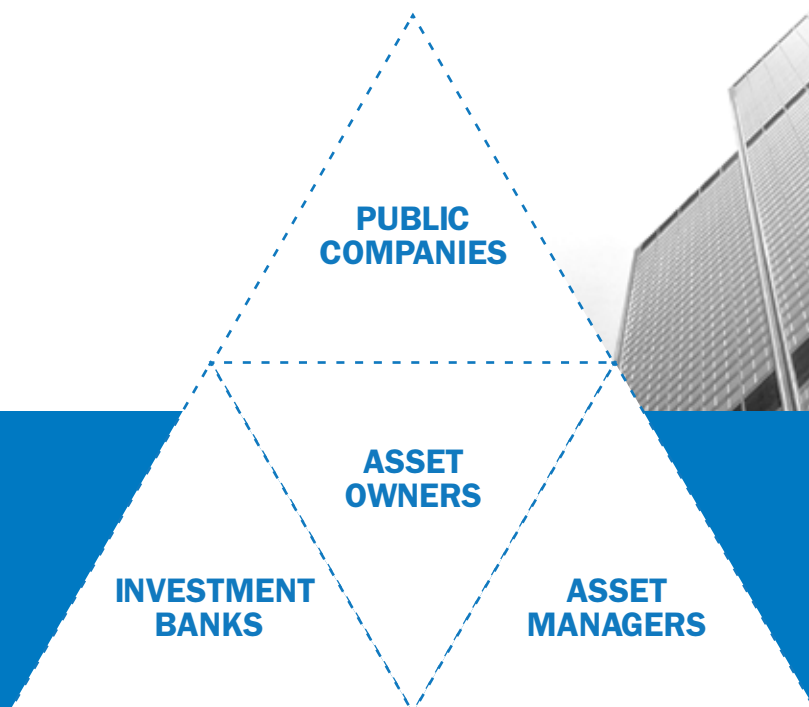 PUBLIC
COMPANIES
ASSET
OWNERS
INVESTMENT
BANKS
ASSET
MANAGERS